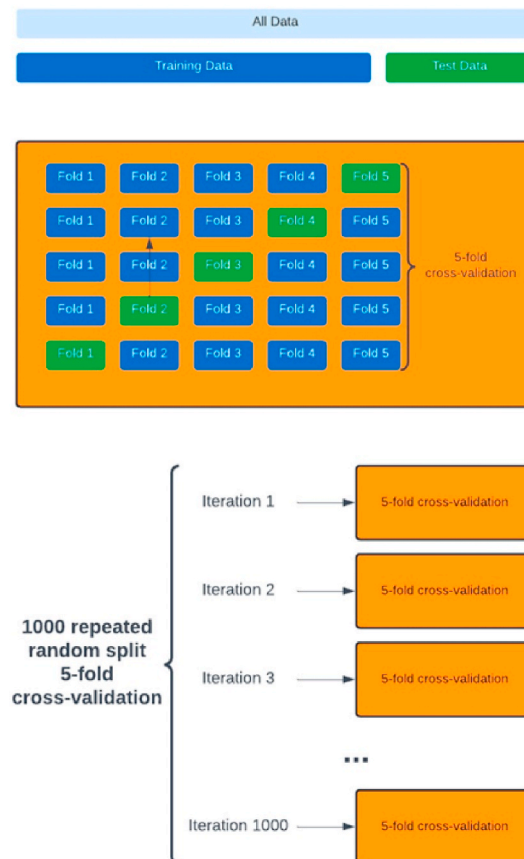 All Data
Training Data Test Data
Fold 1 Fold 2 Fold 3 Fold 4 Fold 5
Fold 1 Fold 2 Fold 3 Fold 4 Fold 5
Fold 1 Fold 2 Fold 3 Fold 4 Fold 5
Fold 1 Fold 2 Fold 3 Fold 4 Fold 5
Fold 1 Fold 2 Fold 3 Fold 4 Fold 5
5-fold
cross-validation
1000 repeated
random split
5-fold
cross-validation
Iteration 1 5-fold cross-validation
Iteration 2 5-fold cross-validation
Iteration 3 5-fold cross-validation
...
Iteration 1000 5-fold cross-validation